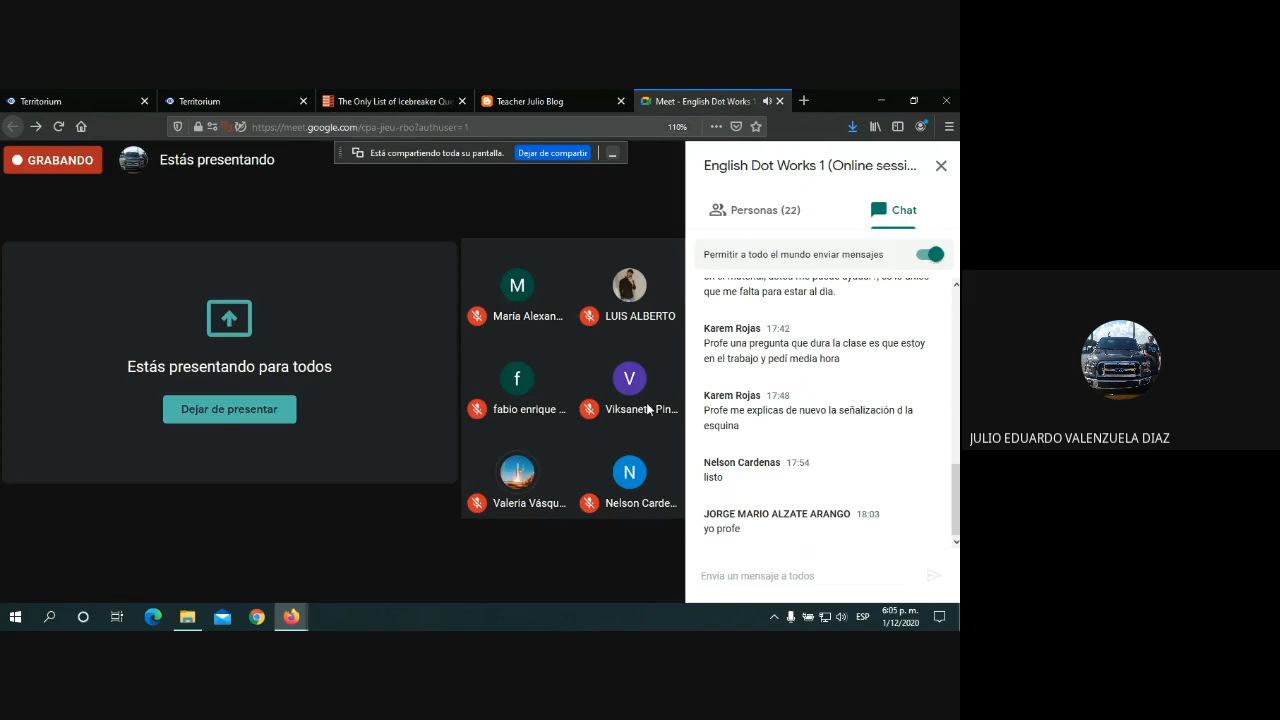 Territorium
Territorium
The Only List of Icebreaker Que
Teacher Julio Blog
Meet - English Dot Works 1
https://meet.google.com/cpa-jieu-rbo?authuser=1
110%
GRABANDO
Estás presentando
Está compartiendo toda su pantalla.
Dejar de compartir
English Dot Works 1 (Online sessi...
Personas (22)
Chat
Permitir a todo el mundo enviar mensajes
que me falta para estar al día.
Karem Rojas 17:42
Profe una pregunta que dura la clase es que estoy
en el trabajo y pedí media hora
Karem Rojas 17:48
Profe me explicas de nuevo la señalización d la
esquina
Nelson Cardenas 17:54
listo
JORGE MARIO ALZATE ARANGO 18:03
yo profe
Envía un mensaje a todos
Estás presentando para todos
Dejar de presentar
M
María Alexan...
LUIS ALBERTO
f
fabio enrique ...
V
Viksaneth Pin...
Valeria Vásqu...
N
Nelson Carde...
JULIO EDUARDO VALENZUELA DIAZ
ESP
6:05 p. m.
1/12/2020